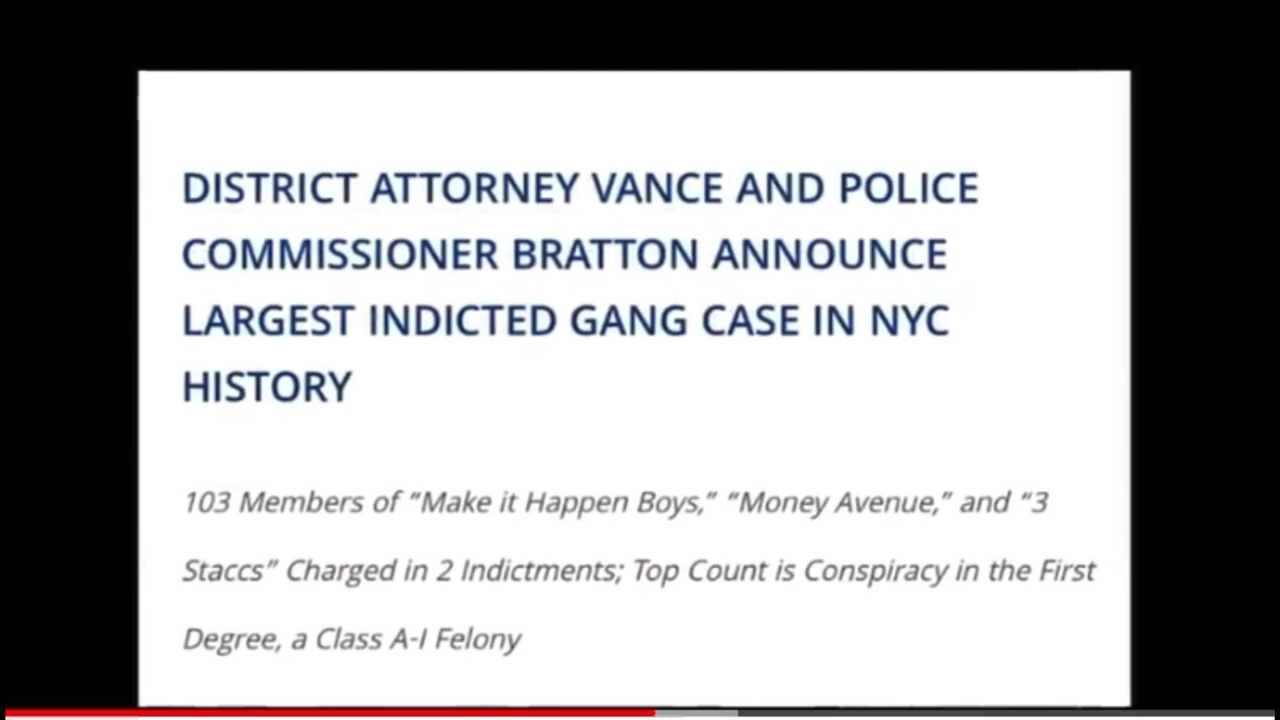 DISTRICT ATTORNEY VANCE AND POLICE
COMMISSIONER BRATTON ANNOUNCE
LARGEST INDICTED GANG CASE IN NYC
HISTORY
103 Members of “Make it Happen Boys,” “Money Avenue,” and “3
Staccs” Charged in 2 Indictments; Top Count is Conspiracy in the First
Degree, a Class A-I Felony